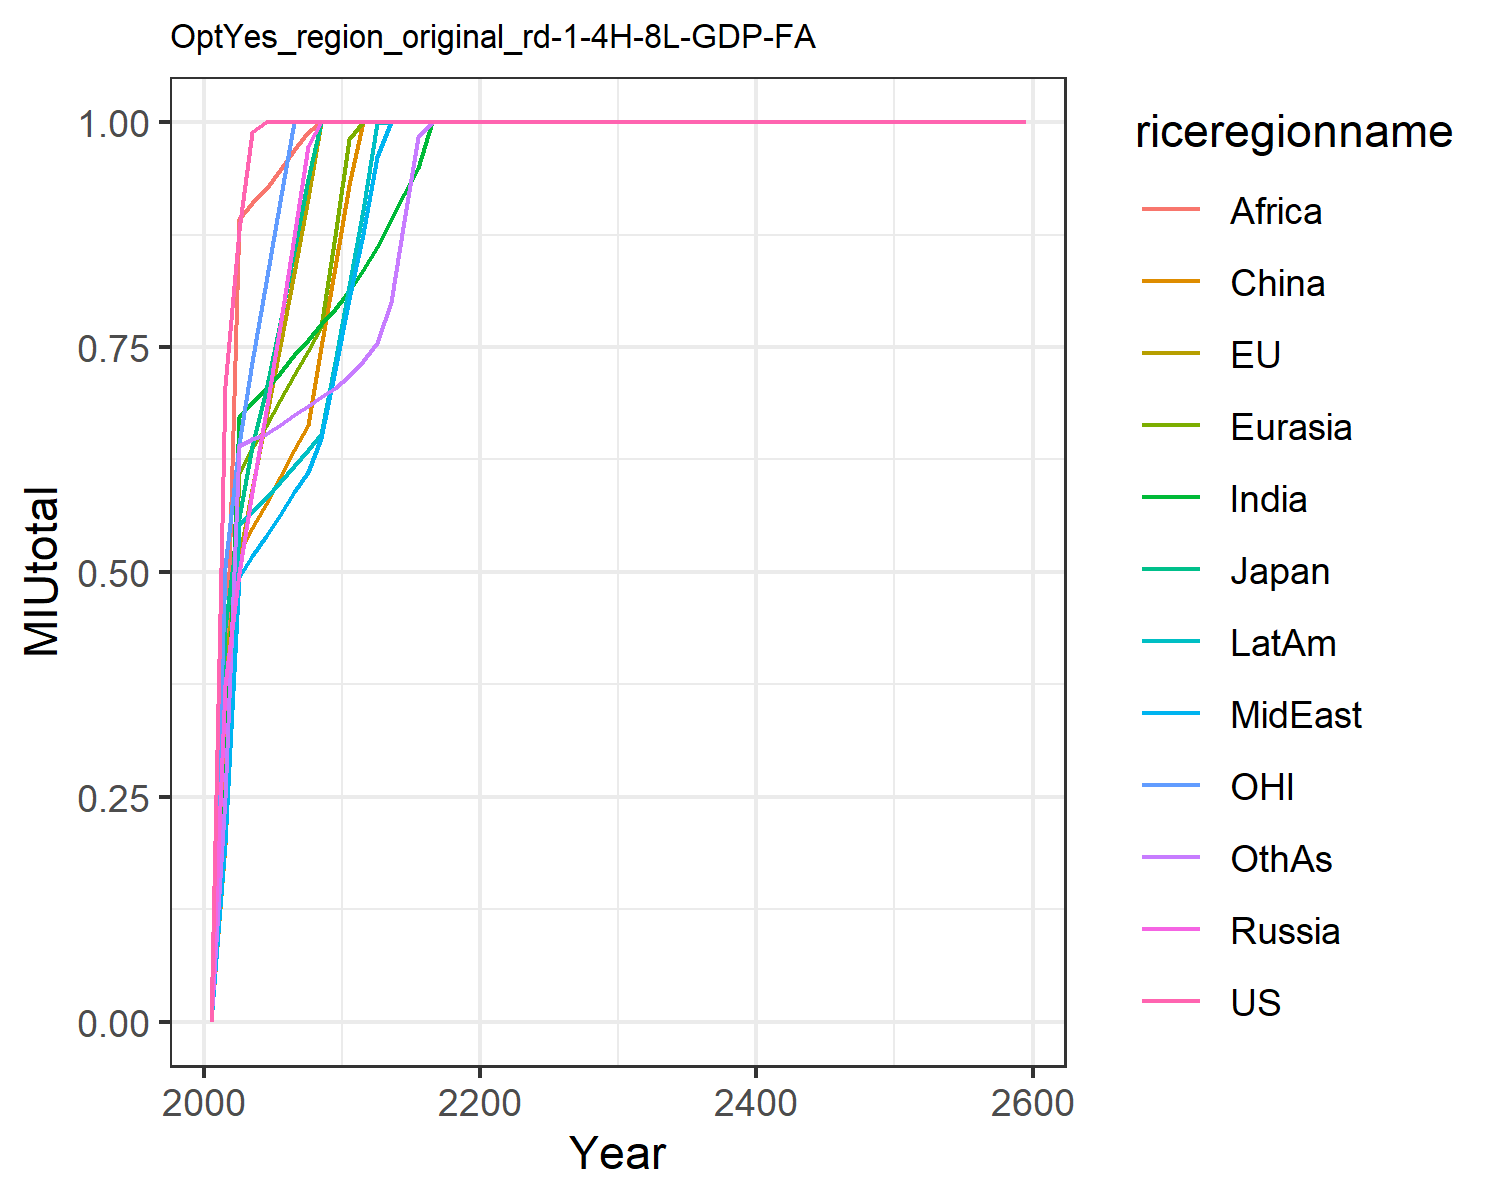 OptYes_region_original_rd-1-4H-8L-GDP-FA
MIUtotal
1.00
0.75
0.50
0.25
0.00
2000
2200
2400
2600
Year
riceregionname
Africa
China
EU
Eurasia
India
Japan
LatAm
MidEast
OHI
OthAs
Russia
US